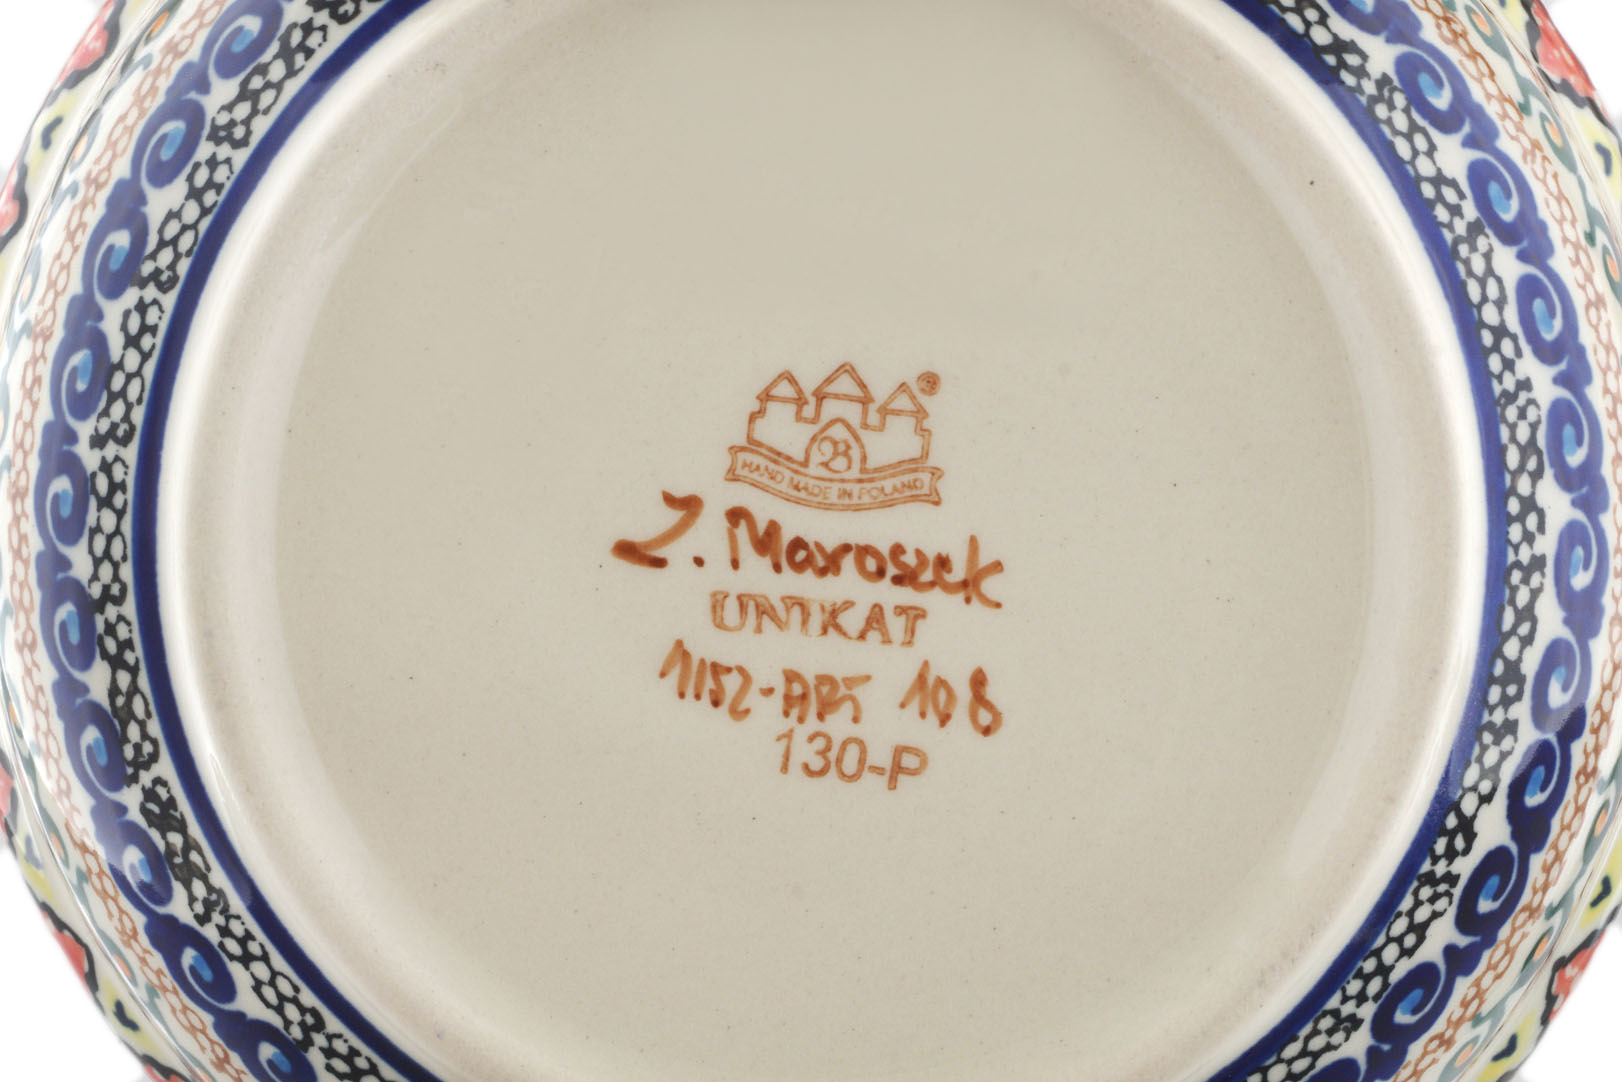 ®
B
HAND MADE IN POLAND
Z. Maroszek
UNIKAT
1152-ART 108
130-P